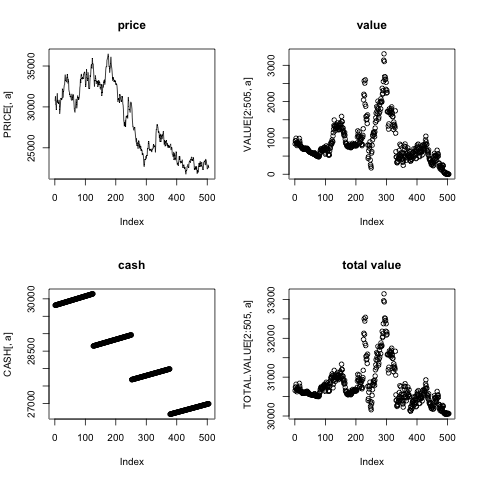 price
PRICE[, a]
25000 30000 35000
0 100 200 300 400 500
Index
value
VALUE[2:505, a]
0 1000 2000 3000
0 100 200 300 400 500
Index
cash
CASH[, a]
27000 28500 30000
0 100 200 300 400 500
Index
total value
TOTAL.VALUE[2:505, a]
30000 31000 32000 33000
0 100 200 300 400 500
Index